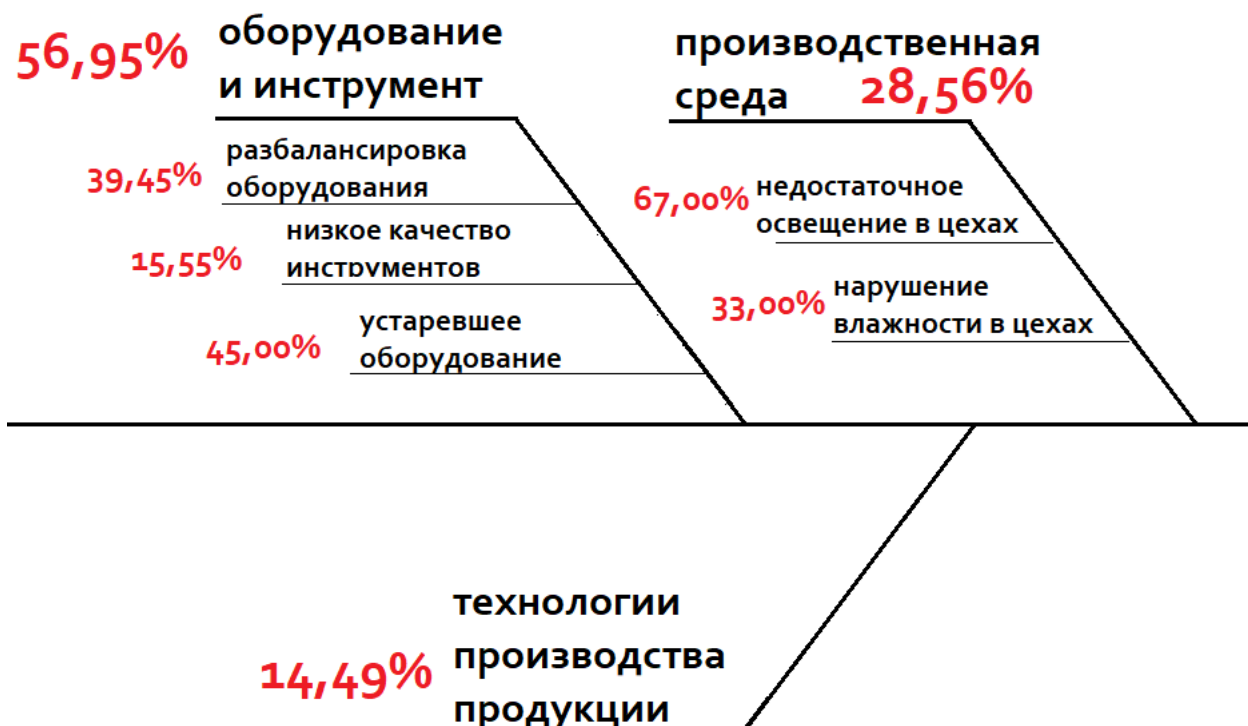 56,95%
оборудование
и инструмент
39,45%
разбалансировка
оборудования
15,55%
низкое качество
инструментов
45,00%
устаревшее
оборудование
производственная
среда 28,56%
67,00%
недостаточное
освещение в цехах
33,00%
нарушение
влажности в цехах
14,49%
технологии
производства
продукции